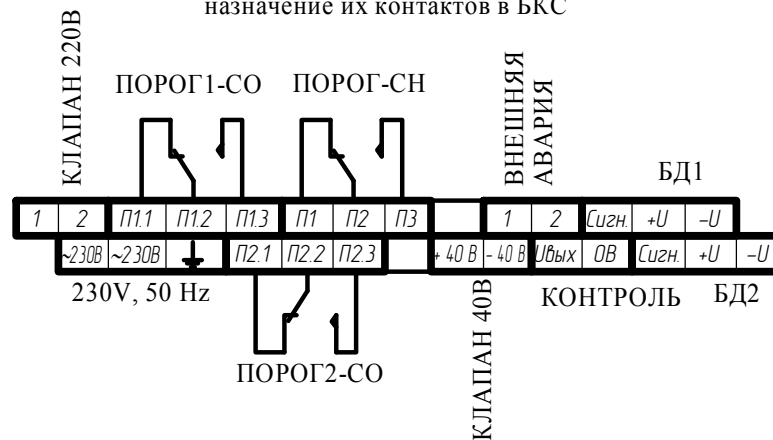 назначение их контактов в БКС
КЛАПАН 220В
ПОРОГ1-СО
ПОРОГ-СН
ВНЕШНЯЯ
АВАРИЯ
БД1
1 2 П1.1 П1.2 П1.3 П1 П2 П3 1 2 Сигн. +U –U
~230В ~230В П2.1 П2.2 П2.3 + 40 В - 40 В Uвых 0В Сигн. +U –U
230V, 50 Hz
КЛАПАН 40В
КОНТРОЛЬ
БД2
ПОРОГ2-СО